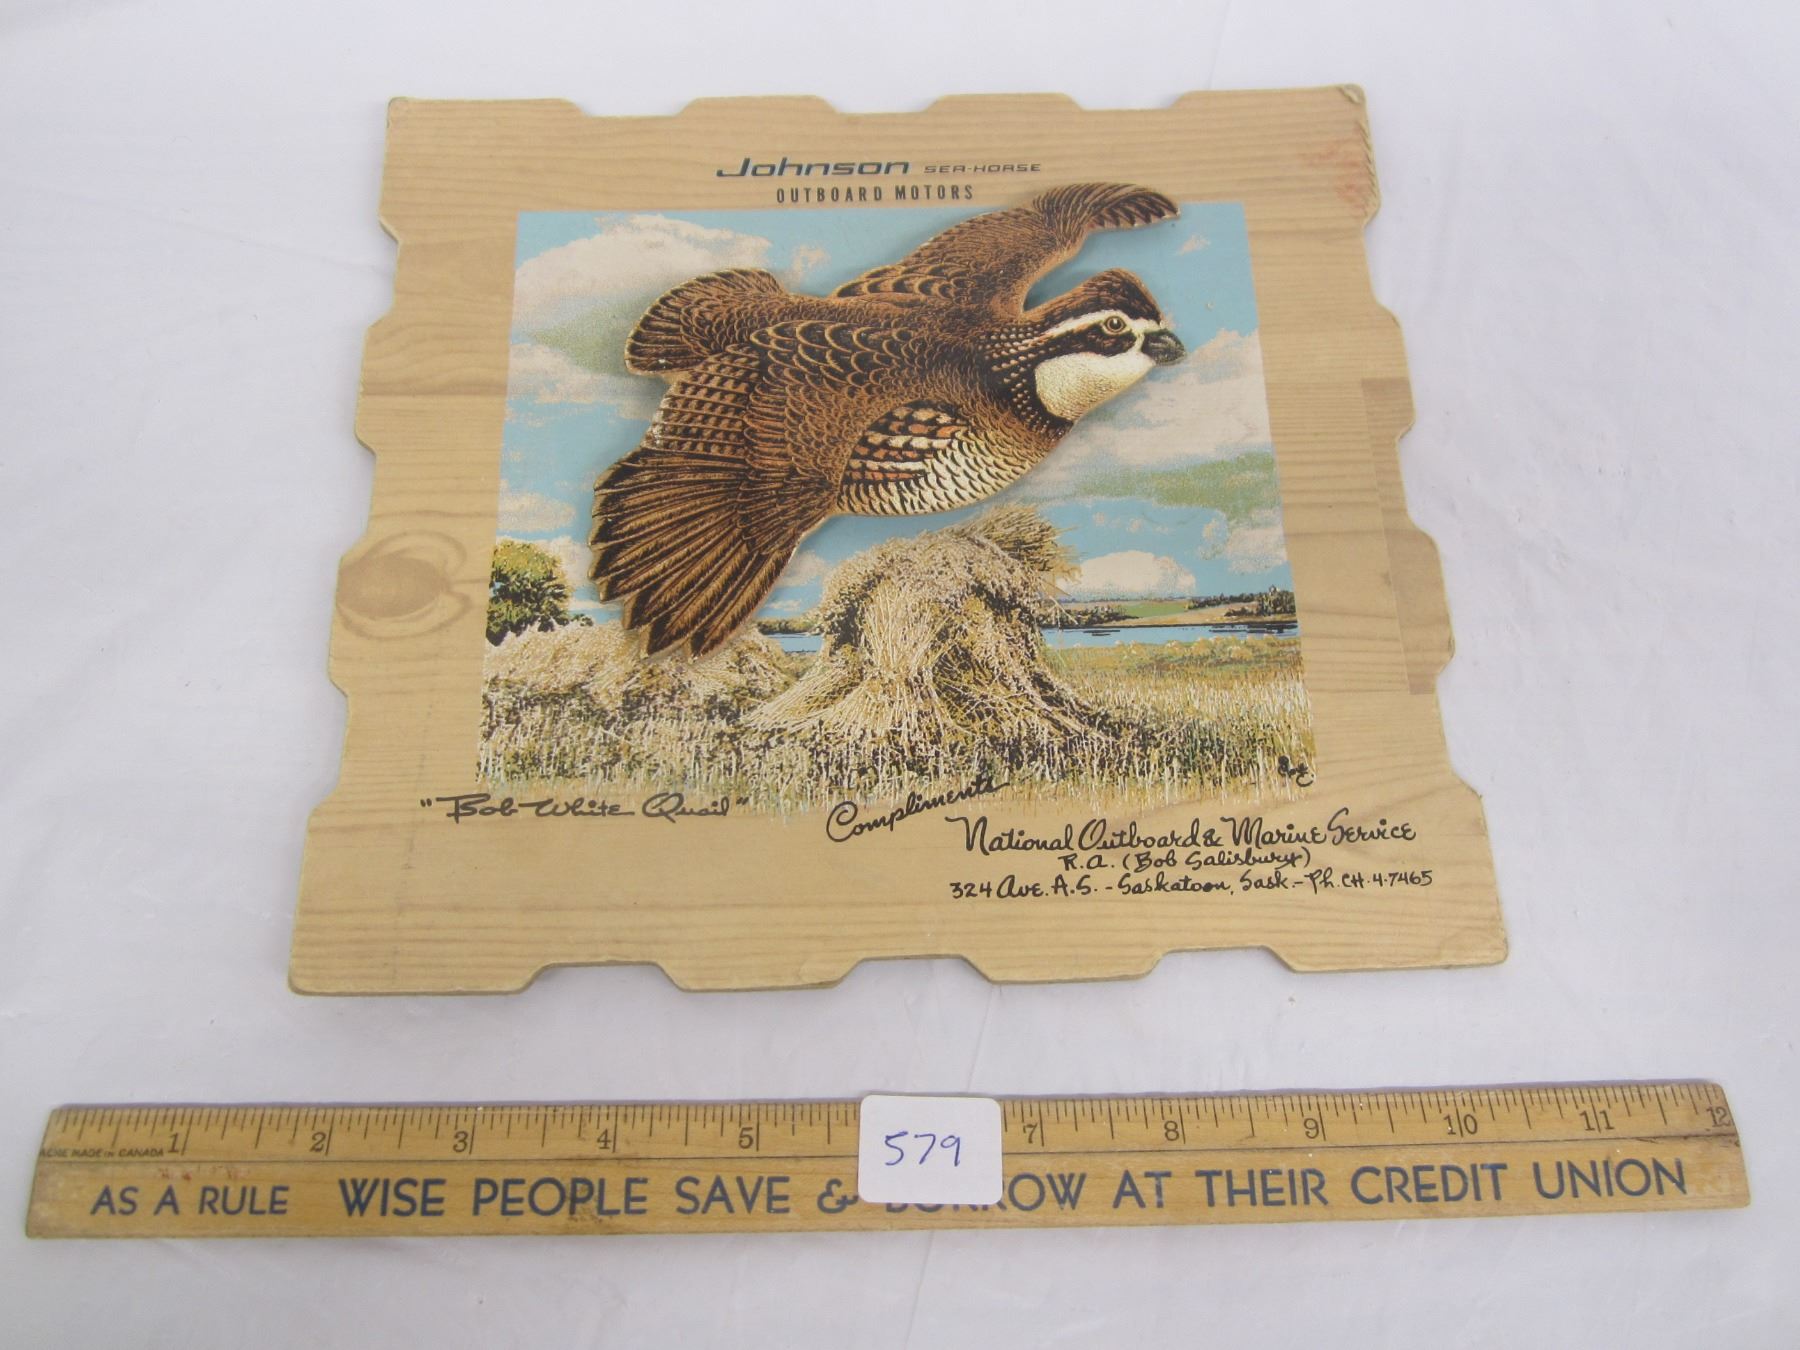 Johnson SEA-HORSE
OUTBOARD MOTORS
"Bob White Quail"
Compliments
National Outboard & Marine Service
R.A. (Bob Salisbury)
324 Ave. A.S. - Saskatoon, Sask. - Ph. CH. 4-7465
1 2 3 4 5 7 8 9 10 11 12
ACME MADE IN CANADA
579
AS A RULE WISE PEOPLE SAVE & BORROW AT THEIR CREDIT UNION